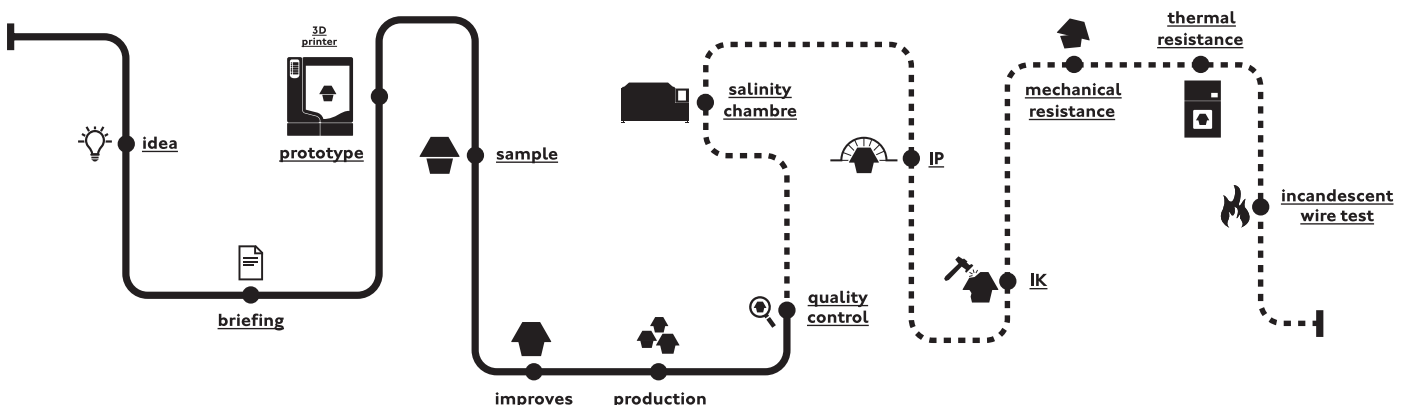 idea
briefing
3D
printer
prototype
sample
improves
production
quality
control
salinity
chambre
IP
IK
mechanical
resistance
thermal
resistance
incandescent
wire test